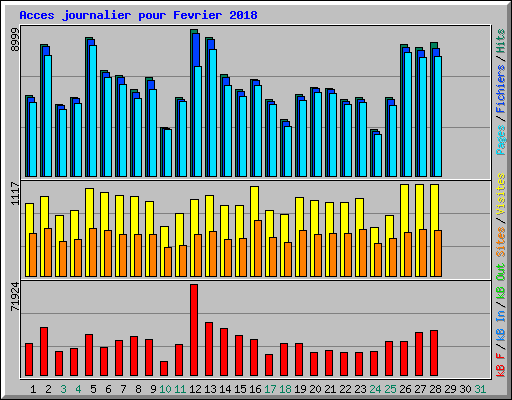 Acces journalier pour Fevrier 2018
8999
1117
71924
Pages / Fichiers / Hits
Sites / Visites
kB F / kB In / kB Out
1 2 3 4 5 6 7 8 9 10 11 12 13 14 15 16 17 18 19 20 21 22 23 24 25 26 27 28 29 30 31